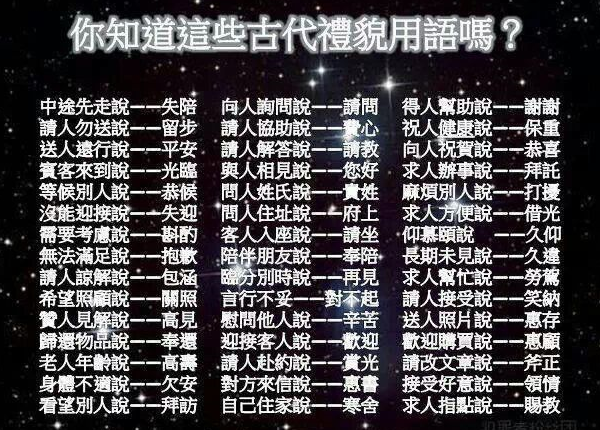 你知道這些古代禮貌用語嗎？
中途先走說——失陪 向人詢問說——請問 得人幫助說——謝謝
請人勿送說——留步 請人協助說——費心 祝人健康說——保重
送人遠行說——平安 請人解答說——請教 向人祝賀說——恭喜
賓客來到說——光臨 與人相見說——您好 求人辦事說——拜託
等候別人說——恭候 問人姓氏說——貴姓 麻煩別人說——打擾
沒能迎接說——失迎 問人住址說——府上 求人方便說——借光
需要考慮說——斟酌 客人入座說——請坐 仰慕頌說 ——久仰
無法滿足說——抱歉 陪伴朋友說——奉陪 長期未見說——久違
請人諒解說——包涵 臨分別時說——再見 求人幫忙說——勞駕
希望照顧說——關照 言行不妥——對不起 請人接受說——笑納
贊人見解說——高見 慰問他人說——辛苦 送人照片說——惠存
歸還物品說——奉還 迎接客人說——歡迎 歡迎購買說——惠顧
老人年齡說——高壽 請人赴約說——賞光 請改文章說——斧正
身體不適說——欠安 對方來信說——惠書 接受好意說——領情
看望別人說——拜訪 自己住家說——寒舍 求人指點說——賜教